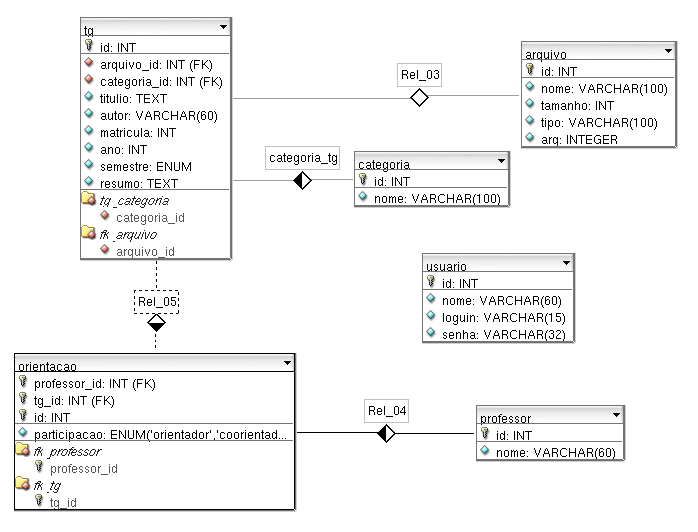 tg
id: INT
arquivo_id: INT (FK)
categoria_id: INT (FK)
titulio: TEXT
autor: VARCHAR(60)
matricula: INT
ano: INT
semestre: ENUM
resumo: TEXT
tg_categoria
categoria_id
fk_arquivo
arquivo_id
Rel_03
arquivo
id: INT
nome: VARCHAR(100)
tamanho: INT
tipo: VARCHAR(100)
arq: INTEGER
categoria_tg
categoria
id: INT
nome: VARCHAR(100)
usuario
id: INT
nome: VARCHAR(60)
loguin: VARCHAR(15)
senha: VARCHAR(32)
Rel_05
orientacao
professor_id: INT (FK)
tg_id: INT (FK)
id: INT
participacao: ENUM('orientador','coorientad...
fk_professor
professor_id
fk_tg
tg_id
Rel_04
professor
id: INT
nome: VARCHAR(60)